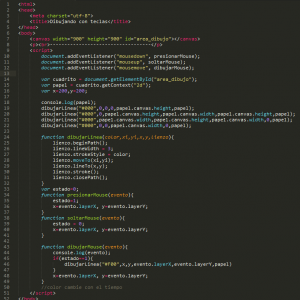 <html>
<head>
<meta charset="utf-8">
<title>Dibujando con teclas</title>
</head>
<body>
<canvas width="900" height="900" id="area_dibujo"></canvas>
<script>
document.addEventListener("mousedown", presionarMouse);
document.addEventListener("mouseup", soltarMouse);
document.addEventListener("mousemove", dibujarMouse);
var cuadrito = document.getElementById("area_dibujo");
var papel = cuadrito.getContext("2d");
var x=200,y=100;
console.log(papel);
dibujarLinea("#000",0,0,0,papel.canvas.height,papel);
dibujarLinea("#000",0,papel.canvas.height,papel.canvas.width,papel.canvas.height,papel);
dibujarLinea("#000",papel.canvas.width,papel.canvas.height,papel.canvas.width,0,papel);
dibujarLinea("#000",0,0,papel.canvas.width,0,papel);
function dibujarLinea(color,xi,yi,x,y,lienzo){
lienzo.beginPath();
lienzo.lineWidth = 3;
lienzo.strokeStyle = color;
lienzo.moveTo(xi,yi);
lienzo.lineTo(x,y);
lienzo.stroke();
lienzo.closePath();
}
var estado=0;
function presionarMouse(evento){
estado=1;
x=evento.layerX, y=evento.layerY;
}
function soltarMouse(evento){
estado = 0;
x=evento.layerX, y=evento.layerY;
}
function dibujarMouse(evento){
console.log(evento);
if(estado==1){
dibujarLinea("#F00",x,y,evento.layerX,evento.layerY,papel)
}
x=evento.layerX, y=evento.layerY;
}
//color cambie con el tiempo
</script>
</body>